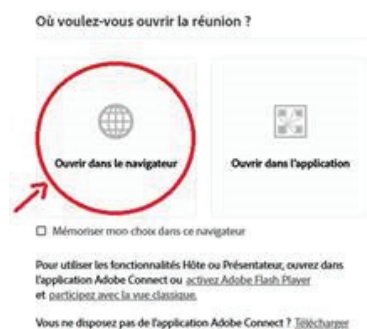 Où voulez-vous ouvrir la réunion ?
Ouvrir dans le navigateur
Ouvrir dans l'application
Mémoriser mon choix dans ce navigateur
Pour utiliser les fonctionnalités Hôte ou Présentateur, ouvrez dans
l'application Adobe Connect ou activez Adobe Flash Player
et participez avec la vue classique.
Vous ne disposez pas de l'application Adobe Connect ? Télécharger